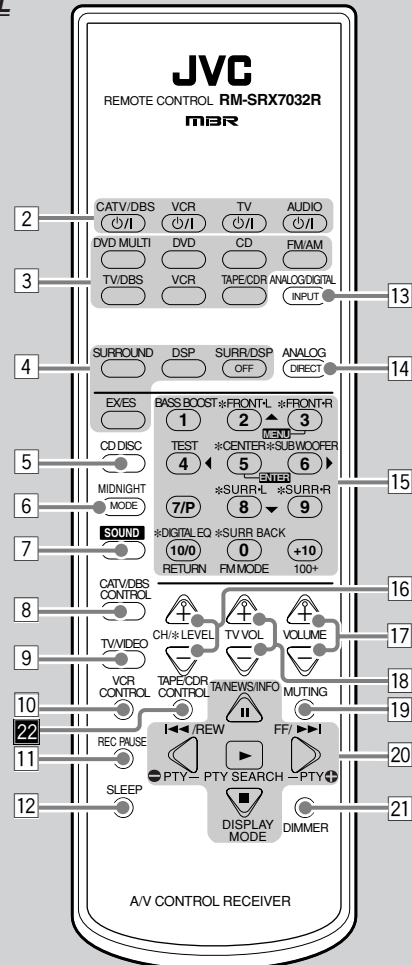 JVC
REMOTE CONTROL RM-SRX7032R
MBR
CATV/DBS VCR TV AUDIO
2 ⏻/I ⏻/I ⏻/I ⏻/I
DVD MULTI DVD CD FM/AM
3
TV/DBS VCR TAPE/CDR ANALOG/DIGITAL
INPUT 13
4 SURROUND DSP SURR/DSP ANALOG
OFF DIRECT 14
EX/ES BASS BOOST *FRONT•L *FRONT•R
1 2 3
MENU
5 CD DISC TEST *CENTER *SUBWOOFER
4 5 6 15
ENTER
6 MIDNIGHT *SURR•L *SURR•R
MODE 7/P 8 9
7 SOUND *DIGITAL EQ *SURR BACK
10/0 0 +10
RETURN FM MODE 100+
8 CATV/DBS CONTROL
+ + + 16
CH/* LEVEL TV VOL VOLUME 17
9 TV/VIDEO
– – – 18
10 VCR CONTROL TAPE/CDR CONTROL TA/NEWS/INFO MUTING 19
22
11 REC PAUSE /REW FF/ 20
PTY PTY SEARCH PTY
12 SLEEP DISPLAY MODE DIMMER 21
A/V CONTROL RECEIVER